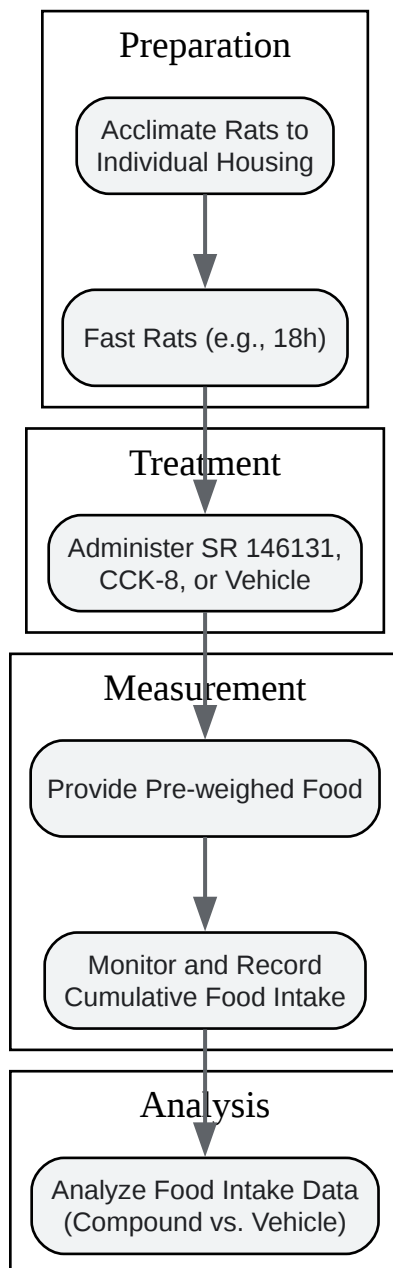 Preparation
Acclimate Rats to
Individual Housing
Fast Rats (e.g., 18h)
Treatment
Administer SR 146131,
CCK-8, or Vehicle
Measurement
Provide Pre-weighed Food
Monitor and Record
Cumulative Food Intake
Analysis
Analyze Food Intake Data
(Compound vs. Vehicle)